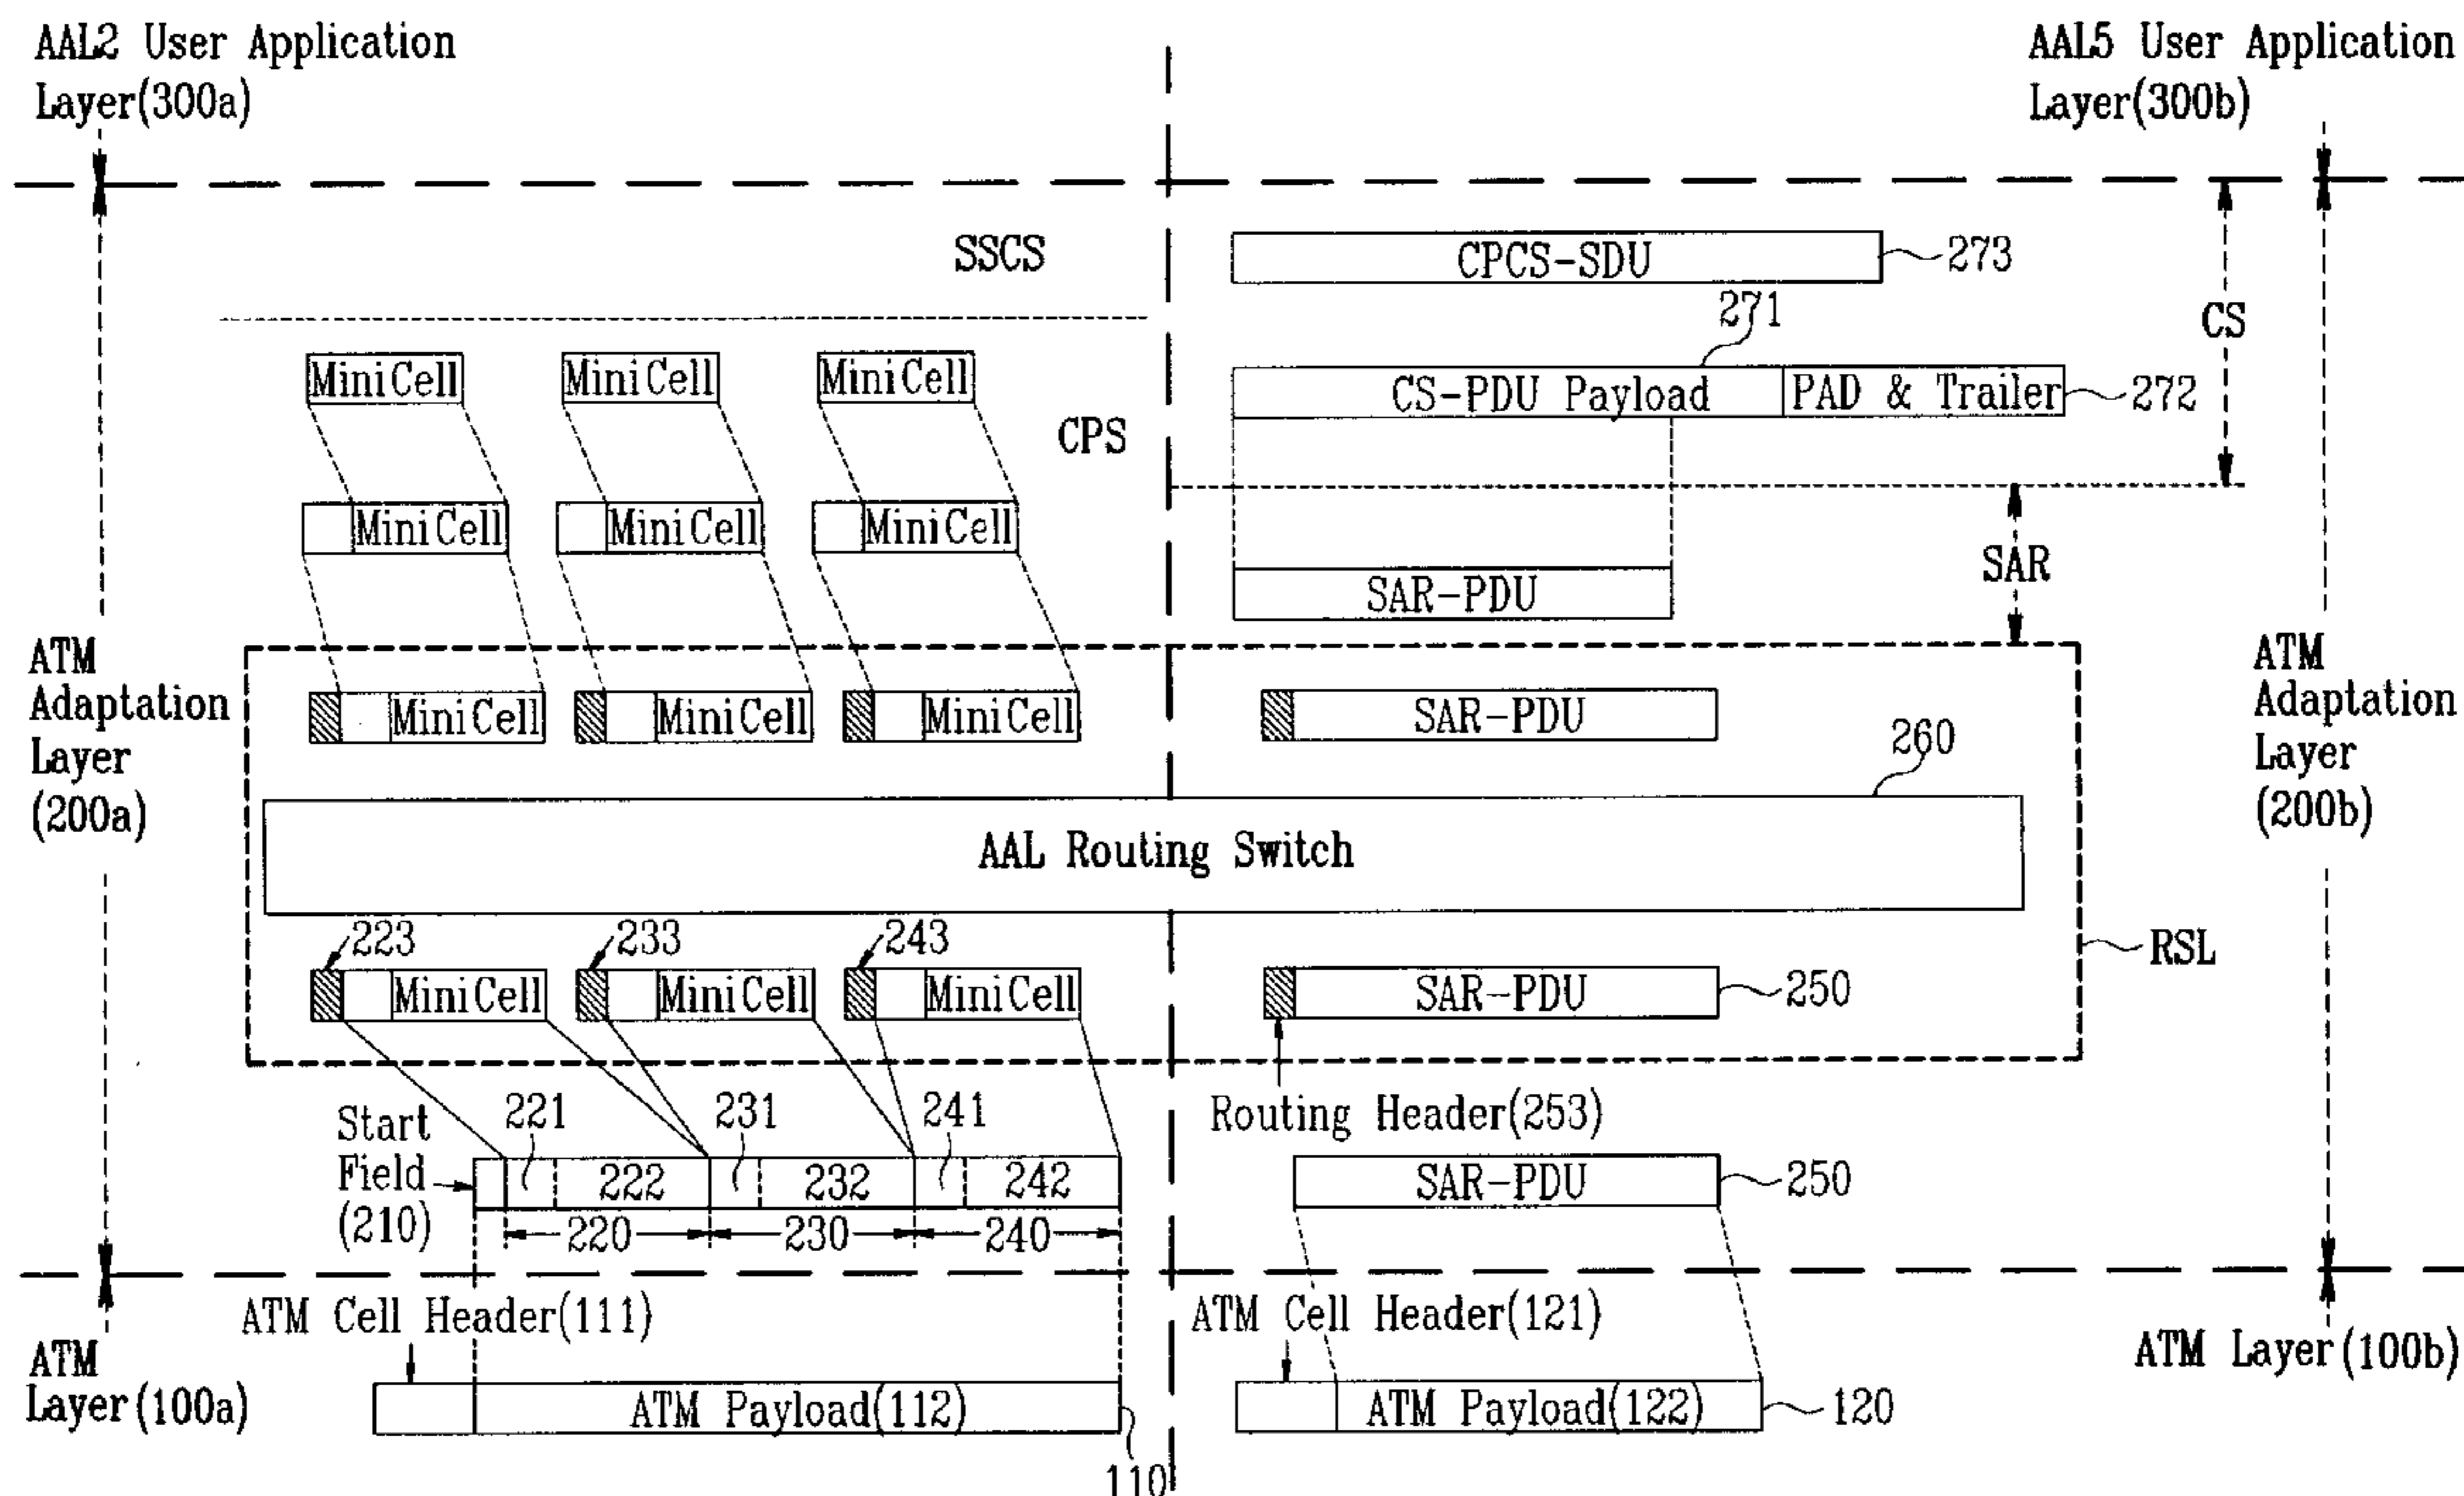 AAL2 User Application
Layer(300a)
AAL5 User Application
Layer(300b)
SSCS
CPCS-SDU
273
271
CS
MiniCell
MiniCell
MiniCell
CS-PDU Payload
PAD & Trailer
272
CPS
MiniCell
MiniCell
MiniCell
SAR
SAR-PDU
ATM
Adaptation
Layer
(200a)
ATM
Adaptation
Layer
(200b)
MiniCell
MiniCell
MiniCell
SAR-PDU
260
AAL Routing Switch
223
233
243
RSL
MiniCell
MiniCell
MiniCell
SAR-PDU
250
Start
Field
(210)
221
231
241
Routing Header(253)
222
232
242
SAR-PDU
250
220
230
240
ATM Cell Header(111)
ATM Cell Header(121)
ATM
Layer(100a)
ATM Layer(100b)
ATM Payload(112)
110
ATM Payload(122)
120